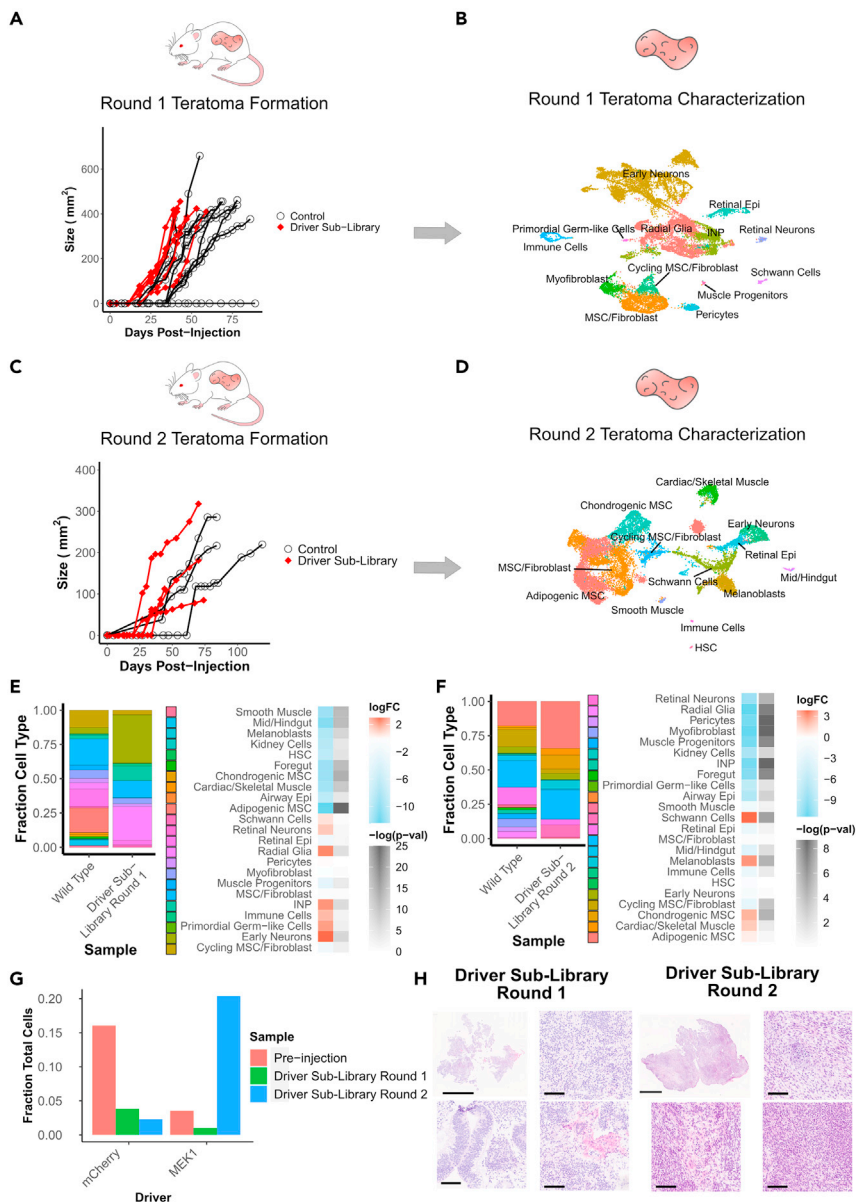 A
Round 1 Teratoma Formation
Size ( mm²)
600
400
200
0
0 25 50 75
Days Post−Injection
Control
Driver Sub−Library
B
Round 1 Teratoma Characterization
Early Neurons
Retinal Epi
Primordial Germ−like Cells
Radial Glia
INP
Retinal Neurons
Immune Cells
Cycling MSC/Fibroblast
Myofibroblast
Schwann Cells
Muscle Progenitors
MSC/Fibroblast
Pericytes
C
Round 2 Teratoma Formation
Size ( mm²)
400
300
200
100
0
0 25 50 75 100
Days Post−Injection
Control
Driver Sub−Library
D
Round 2 Teratoma Characterization
Cardiac/Skeletal Muscle
Chondrogenic MSC
Cycling MSC/Fibroblast
Early Neurons
Retinal Epi
MSC/Fibroblast
Schwann Cells
Mid/Hindgut
Adipogenic MSC
Melanoblasts
Smooth Muscle
Immune Cells
HSC
E
Fraction Cell Type
1.00
0.75
0.50
0.25
0.00
Wild Type
Driver Sub−
Library Round 1
Sample
Smooth Muscle
Mid/Hindgut
Melanoblasts
Kidney Cells
HSC
Foregut
Chondrogenic MSC
Cardiac/Skeletal Muscle
Airway Epi
Adipogenic MSC
Schwann Cells
Retinal Neurons
Retinal Epi
Radial Glia
Pericytes
Myofibroblast
Muscle Progenitors
MSC/Fibroblast
INP
Immune Cells
Primordial Germ−like Cells
Early Neurons
Cycling MSC/Fibroblast
logFC
2
−2
−6
−10
−log(p−val)
25
20
15
10
5
0
F
Fraction Cell Type
1.00
0.75
0.50
0.25
0.00
Wild Type
Driver Sub−
Library Round 2
Sample
Retinal Neurons
Radial Glia
Pericytes
Myofibroblast
Muscle Progenitors
Kidney Cells
INP
Foregut
Primordial Germ−like Cells
Airway Epi
Smooth Muscle
Schwann Cells
Retinal Epi
MSC/Fibroblast
Mid/Hindgut
Melanoblasts
Immune Cells
HSC
Early Neurons
Cycling MSC/Fibroblast
Chondrogenic MSC
Cardiac/Skeletal Muscle
Adipogenic MSC
logFC
3
0
−3
−6
−9
−log(p−val)
8
6
4
2
G
Fraction Total Cells
0.20
0.15
0.10
0.05
0.00
mCherry
MEK1
Driver
Sample
Pre−injection
Driver Sub−Library Round 1
Driver Sub−Library Round 2
H
Driver Sub-Library
Round 1
Driver Sub-Library
Round 2